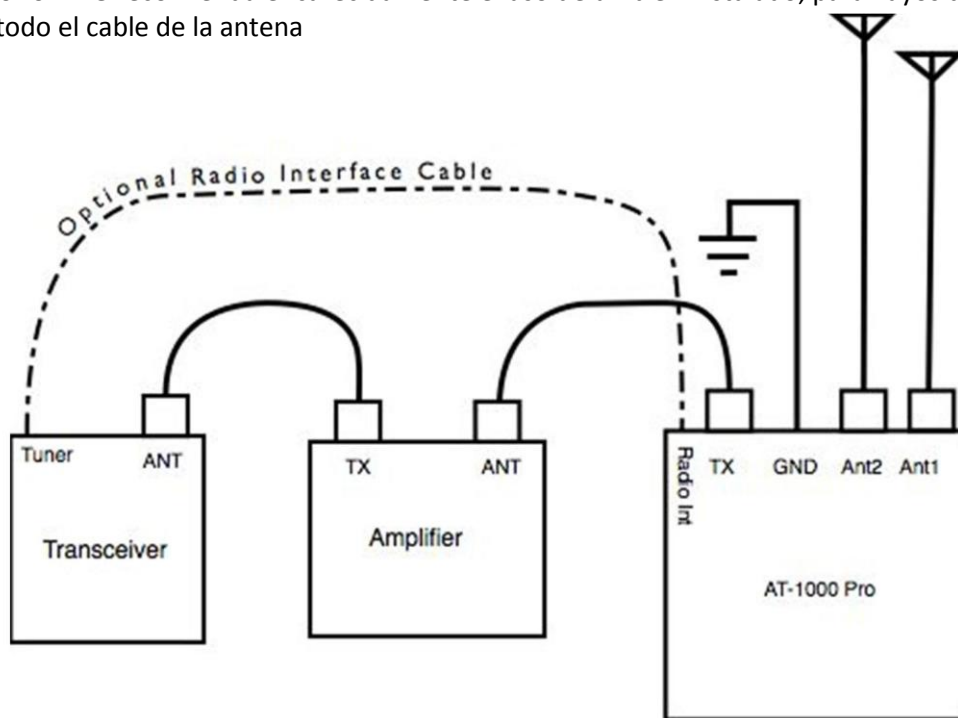 todo el cable de la antena
Optional Radio Interface Cable
Tuner
ANT
Transceiver
TX
ANT
Amplifier
Radio Int
TX
GND
Ant2
Ant1
AT-1000 Pro